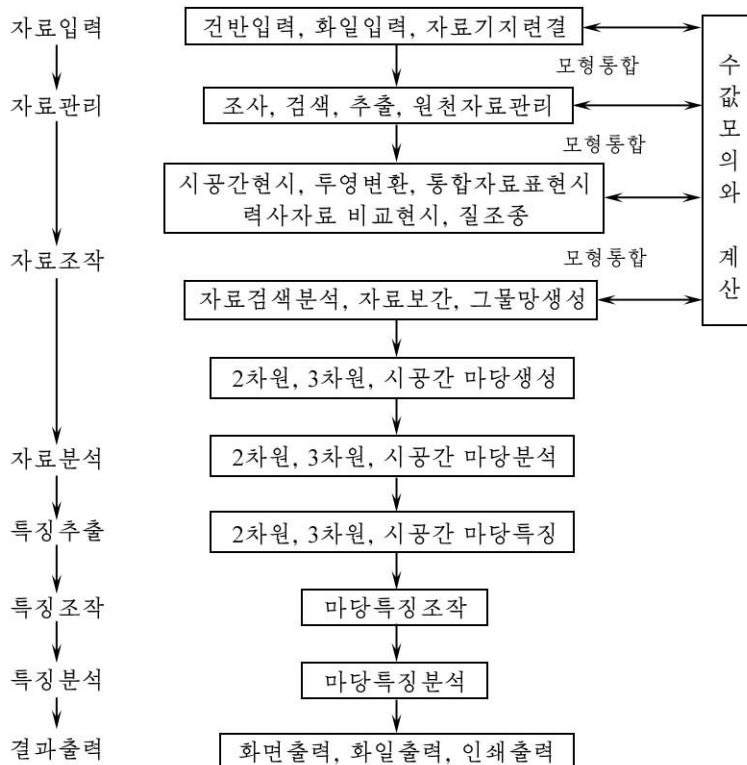 자료입력
건반입력, 화일입력, 자료기지련결
모형통합
자료관리
조사, 검색, 추출, 원천자료관리
모형통합
시공간현시, 투영변환, 통합자료표현시
력사자료 비교현시, 질조종
자료조작
모형통합
자료검색분석, 자료보간, 그물망생성
수값모의와 계산
2차원, 3차원, 시공간 마당생성
자료분석
2차원, 3차원, 시공간 마당분석
특징추출
2차원, 3차원, 시공간 마당특징
특징조작
마당특징조작
특징분석
마당특징분석
결과출력
화면출력, 화일출력, 인쇄출력